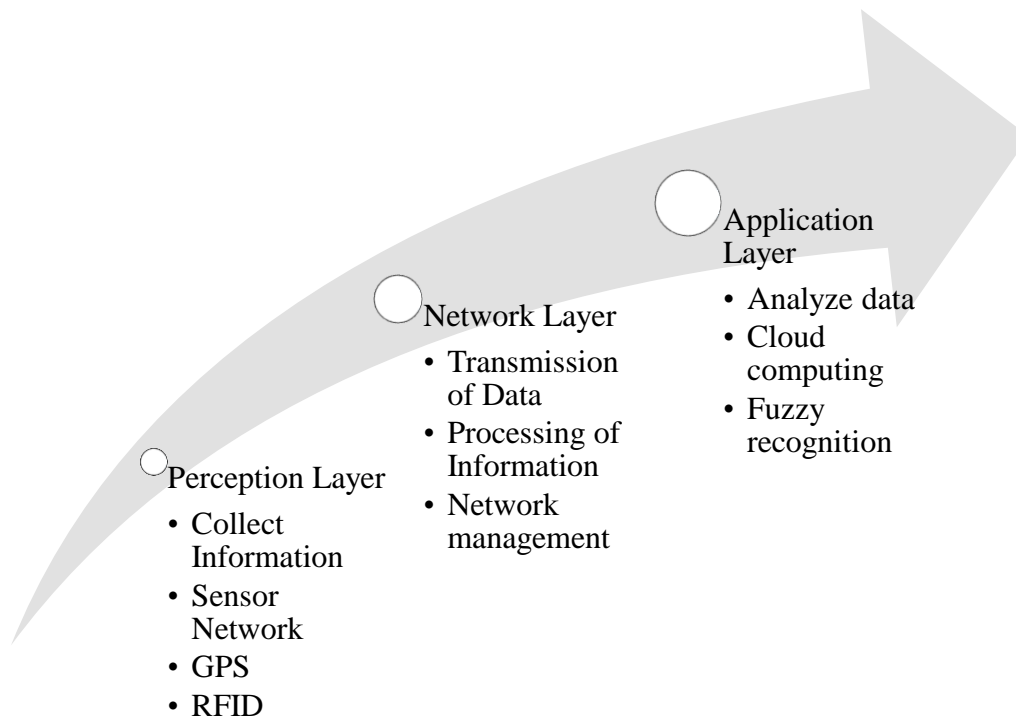 Perception Layer
• Collect
Information
• Sensor
Network
• GPS
• RFID
Network Layer
• Transmission
of Data
• Processing of
Information
• Network
management
Application
Layer
• Analyze data
• Cloud
computing
• Fuzzy
recognition